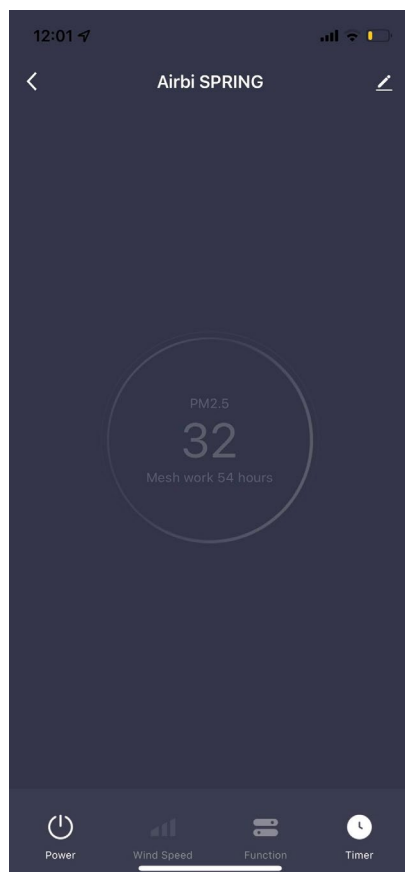 12:01
Airbi SPRING
PM2.5
32
Mesh work 54 hours
Power
Wind Speed
Function
Timer